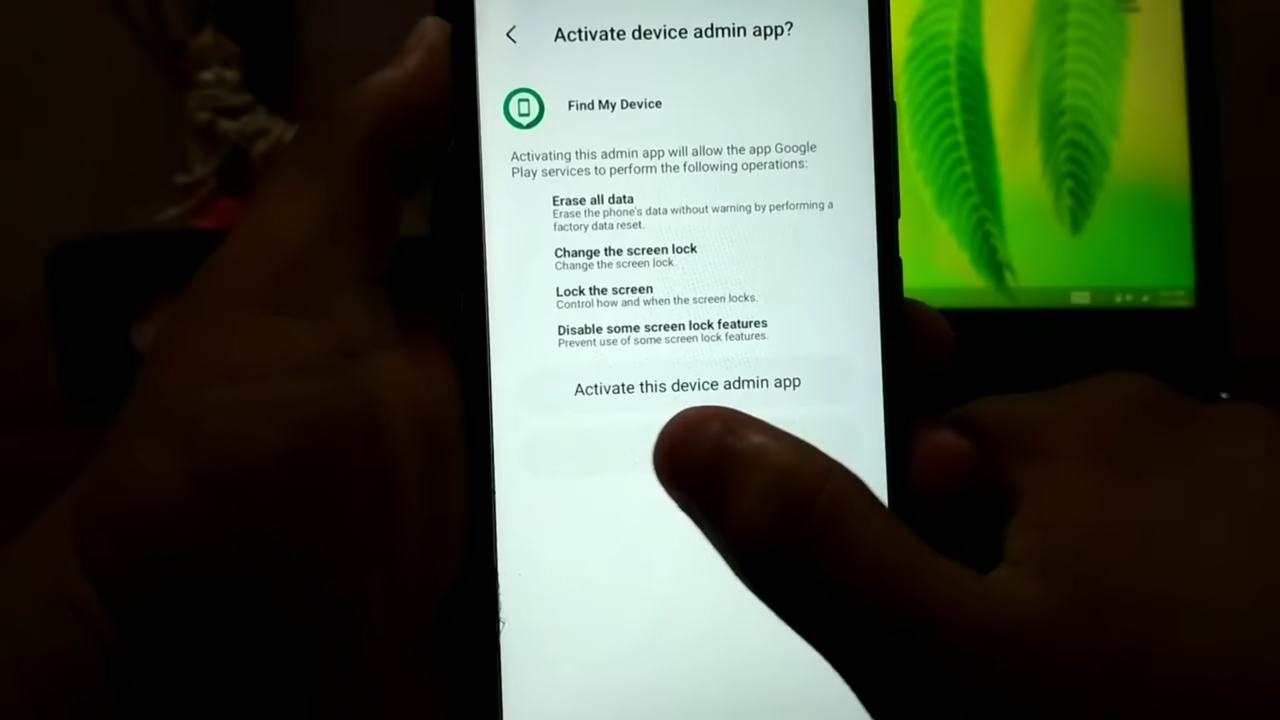 Activate device admin app?
Find My Device
Activating this admin app will allow the app Google
Play services to perform the following operations:
Erase all data
Erase the phone's data without warning by performing a
factory data reset.
Change the screen lock
Change the screen lock.
Lock the screen
Control how and when the screen locks.
Disable some screen lock features
Prevent use of some screen lock features.
Activate this device admin app